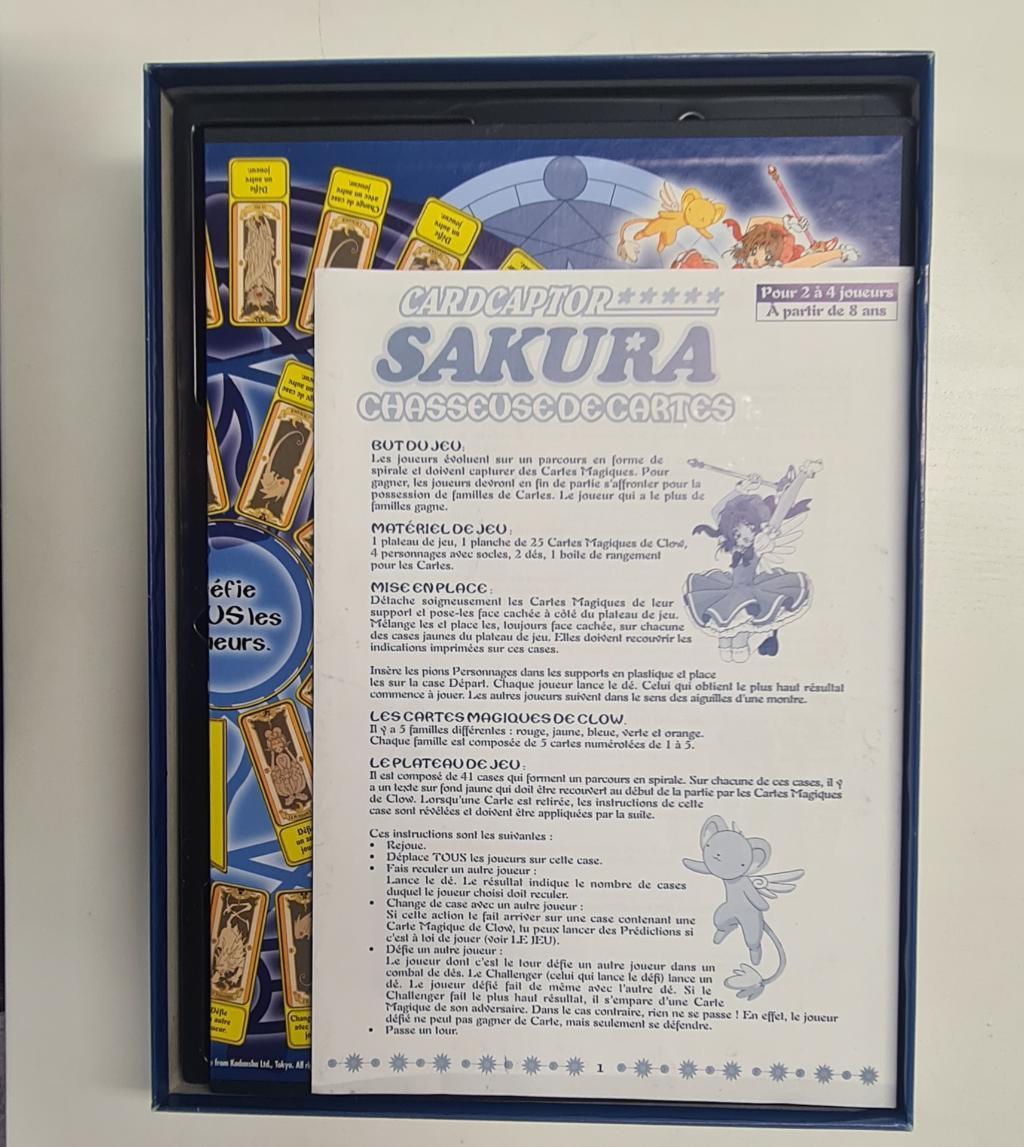 Défie
un autre
joueur.
Change de case
avec un autre
joueur.
Défie
un autre
joueur.
CARDCAPTOR
SAKURA
CHASSEUSE DE CARTES
Pour 2 à 4 joueurs
À partir de 8 ans
BUT DU JEU:
Les joueurs évoluent sur un parcours en forme de
spirale et doivent capturer des Cartes Magiques. Pour
gagner, les joueurs devront en fin de partie s'affronter pour la
possession de familles de Cartes. Le joueur qui a le plus de
familles gagne.
MATÉRIEL DE JEU:
1 plateau de jeu, 1 planche de 25 Cartes Magiques de Clow,
4 personnages avec socles, 2 dés, 1 boîte de rangement
pour les Cartes.
MISE EN PLACE:
Détache soigneusement les Cartes Magiques de leur
support et pose-les face cachée à côté du plateau de jeu.
Mélange les et place les, toujours face cachée, sur chacune
des cases jaunes du plateau de jeu. Elles doivent recouvrir les
indications imprimées sur ces cases.
Insère les pions Personnages dans les supports en plastique et place
les sur la case Départ. Chaque joueur lance le dé. Celui qui obtient le plus haut résultat
commence à jouer. Les autres joueurs suivent dans le sens des aiguilles d'une montre.
LES CARTES MAGIQUES DE CLOW.
Il y a 5 familles différentes : rouge, jaune, bleue, verte et orange.
Chaque famille est composée de 5 cartes numérotées de 1 à 5.
LE PLATEAU DE JEU:
Il est composé de 41 cases qui forment un parcours en spirale. Sur chacune de ces cases, il y
a un texte sur fond jaune qui doit être recouvert au début de la partie par les Cartes Magiques
de Clow. Lorsqu'une Carte est retirée, les instructions de cette
case sont révélées et doivent être appliquées par la suite.
Ces instructions sont les suivantes :
• Rejoue.
• Déplace TOUS les joueurs sur cette case.
• Fais reculer un autre joueur :
Lance le dé. Le résultat indique le nombre de cases
duquel le joueur choisi doit reculer.
• Change de case avec un autre joueur :
Si cette action te fait arriver sur une case contenant une
Carte Magique de Clow, tu peux lancer des Prédictions si
c'est à toi de jouer (voir LE JEU).
• Défie un autre joueur :
Le joueur dont c'est le tour défie un autre joueur dans un
combat de dés. Le Challenger (celui qui lance le défi) lance un
dé. Le joueur défié fait de même avec l'autre dé. Si le
Challenger fait le plus haut résultat, il s'empare d'une Carte
Magique de son adversaire. Dans le cas contraire, rien ne se passe ! En effet, le joueur
défié ne peut pas gagner de Carte, mais seulement se défendre.
• Passe un tour.
1
éfie
US les
eurs.
from Kodansha Ltd., Tokyo. All